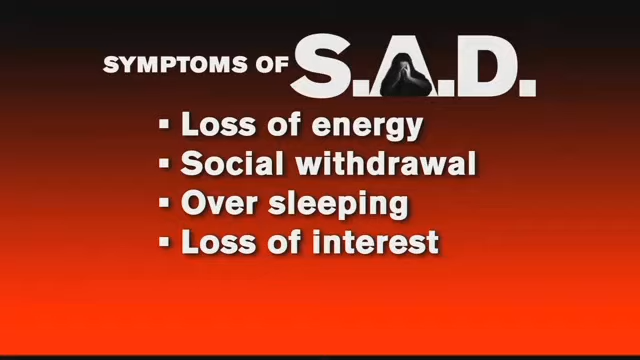 SYMPTOMS OF S.A.D.
▪ Loss of energy
▪ Social withdrawal
▪ Over sleeping
▪ Loss of interest